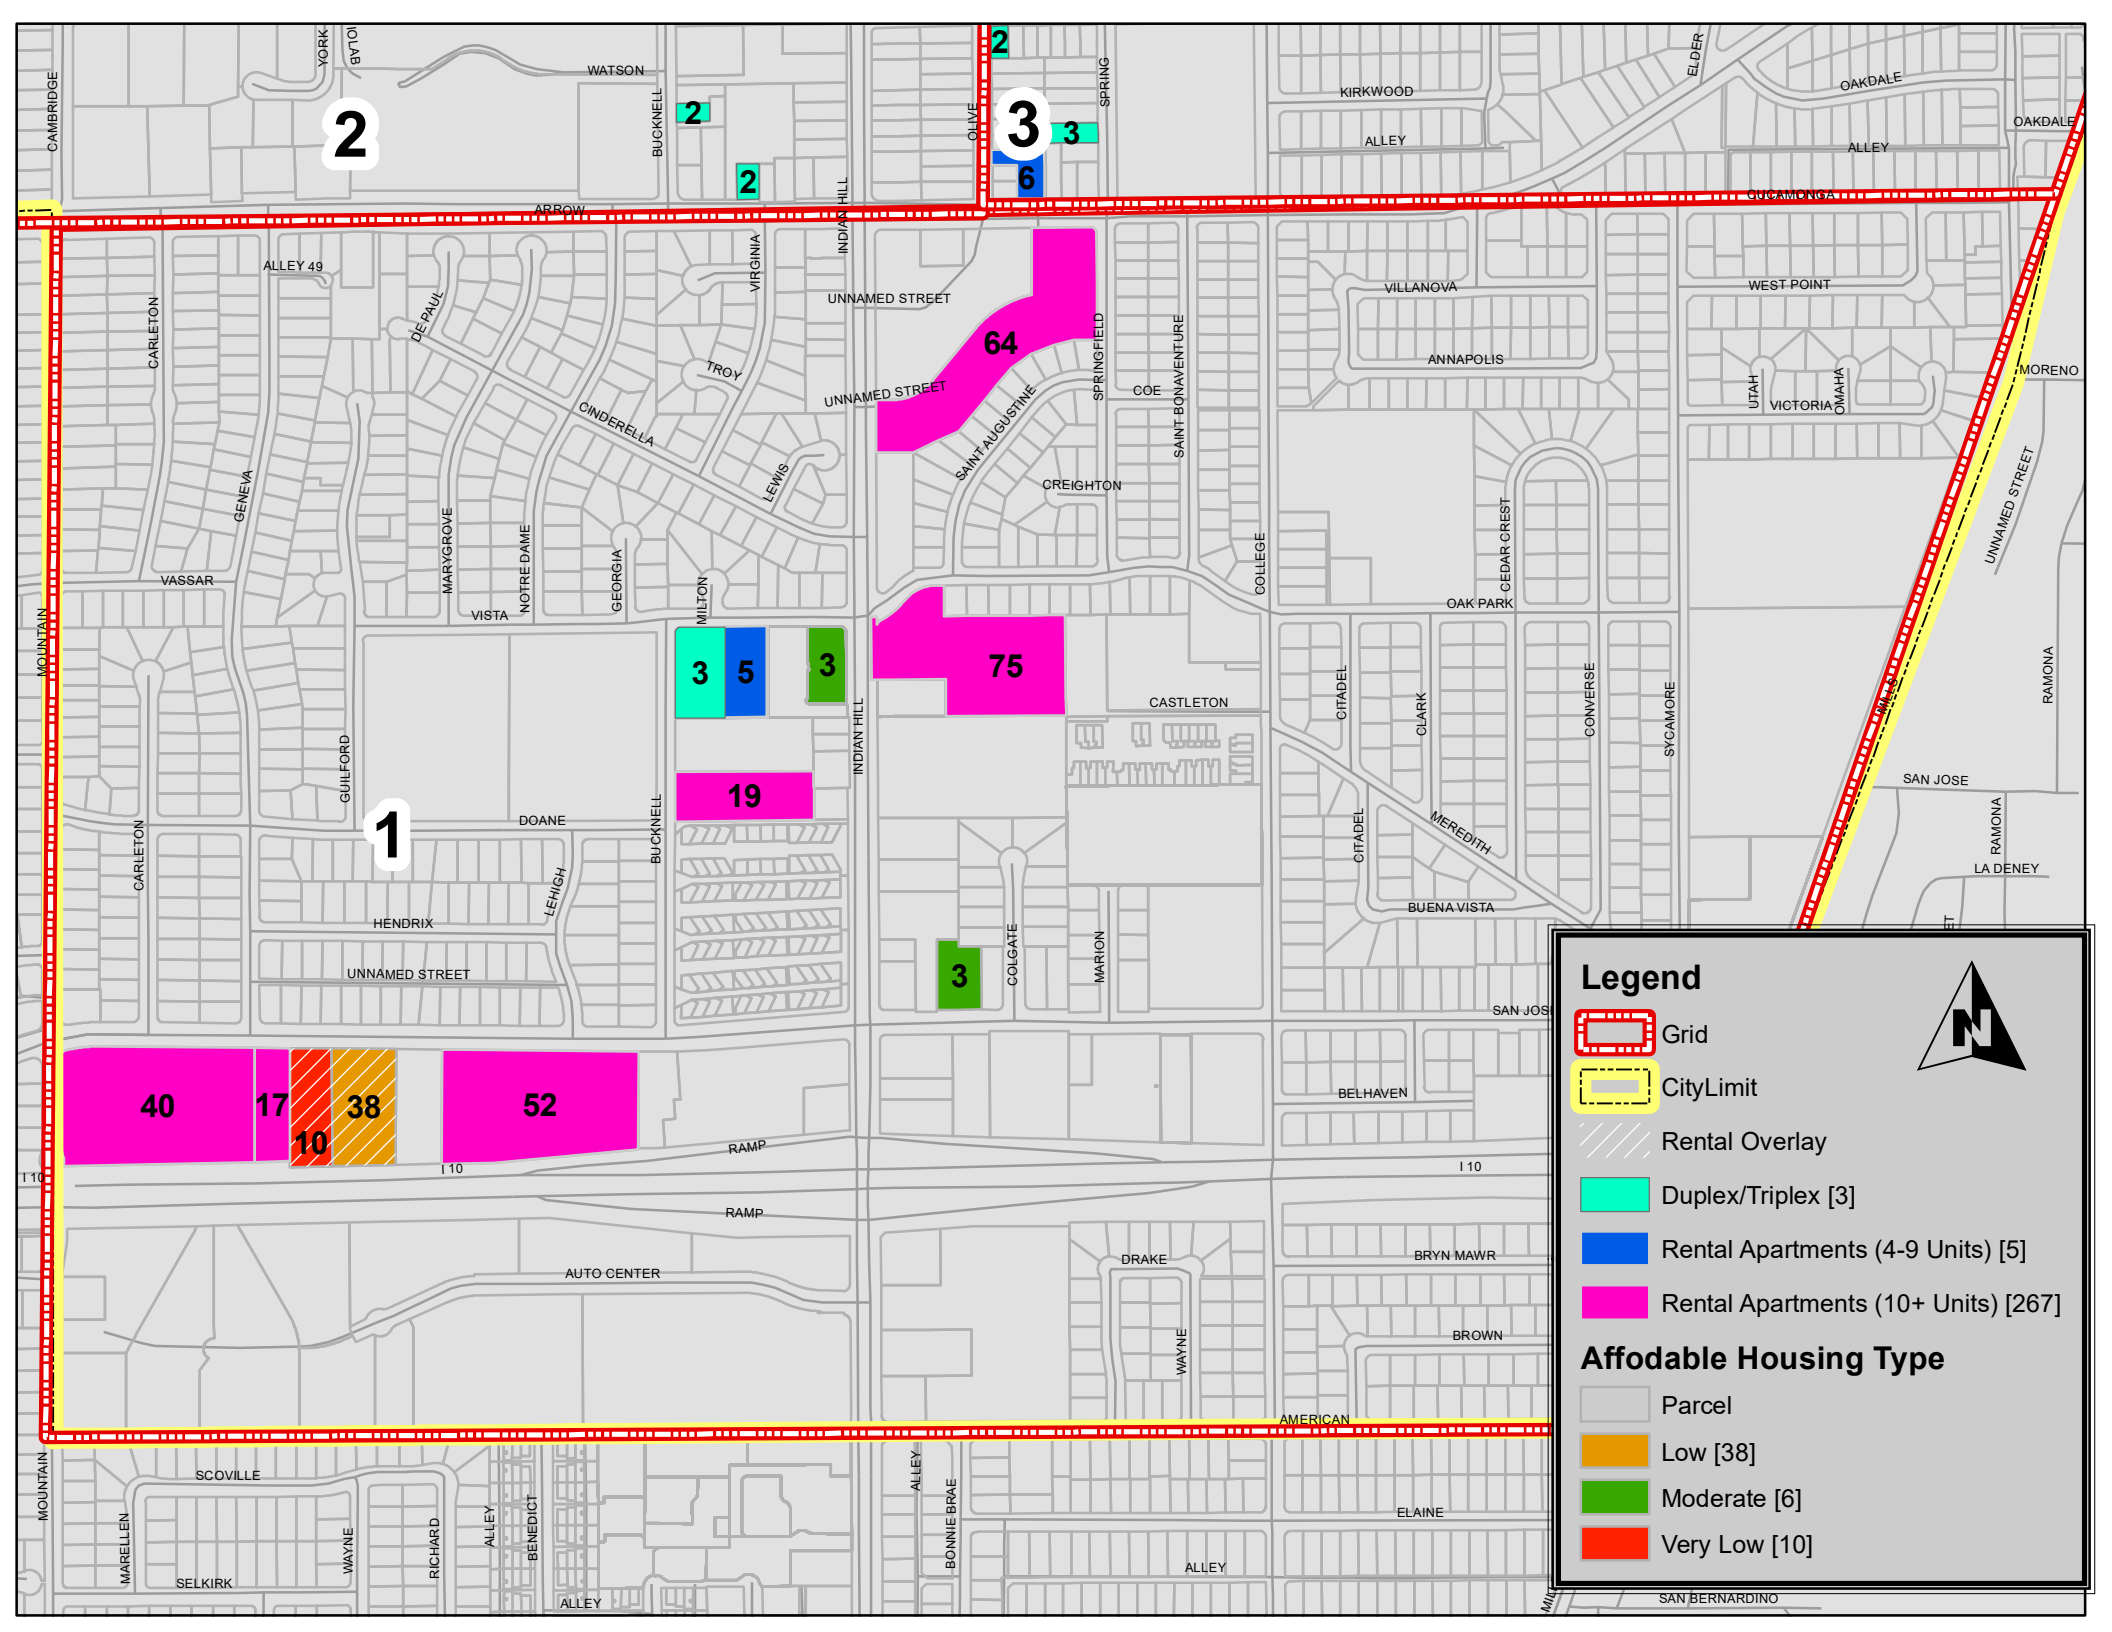 YORK
IOLAB
CAMBRIDGE
WATSON
BUCKNELL
2
2
2
OLIVE
2
3
3
6
SPRING
KIRKWOOD
ALLEY
ELDER
OAKDALE
OAKDALE
ALLEY
ARROW
INDIAN HILL
CUCAMONGA
ALLEY 49
CARLETON
DE PAUL
VIRGINIA
UNNAMED STREET
64
SPRINGFIELD
SAINT BONAVENTURE
VILLANOVA
WEST POINT
ANNAPOLIS
TROY
UNNAMED STREET
COE
UTAH
OMAHA
MORENO
VICTORIA
CINDERELLA
SAINT AUGUSTINE
LEWIS
GENEVA
CREIGHTON
UNNAMED STREET
MARYGROVE
NOTRE DAME
GEORGIA
MILTON
CEDAR CREST
COLLEGE
VASSAR
VISTA
OAK PARK
MOUNTAIN
3
5
3
75
CASTLETON
CITADEL
CLARK
CONVERSE
SYCAMORE
MILLS
RAMONA
GUILFORD
INDIAN HILL
19
SAN JOSE
1
DOANE
BUCKNELL
CARLETON
CITADEL
MEREDITH
RAMONA
LA DENEY
LEHIGH
HENDRIX
BUENA VISTA
ET
UNNAMED STREET
3
COLGATE
MARION
SAN JOS
40
17
10
38
52
BELHAVEN
RAMP
I 10
I 10
I 10
RAMP
DRAKE
BRYN MAWR
AUTO CENTER
WAYNE
BROWN
AMERICAN
MOUNTAIN
SCOVILLE
MARELLEN
WAYNE
RICHARD
ALLEY
BENEDICT
ALLEY
BONNIE BRAE
ELAINE
ALLEY
SELKIRK
ALLEY
MIL
SAN BERNARDINO
Legend
N
Grid
CityLimit
Rental Overlay
Duplex/Triplex [3]
Rental Apartments (4-9 Units) [5]
Rental Apartments (10+ Units) [267]
Affodable Housing Type
Parcel
Low [38]
Moderate [6]
Very Low [10]